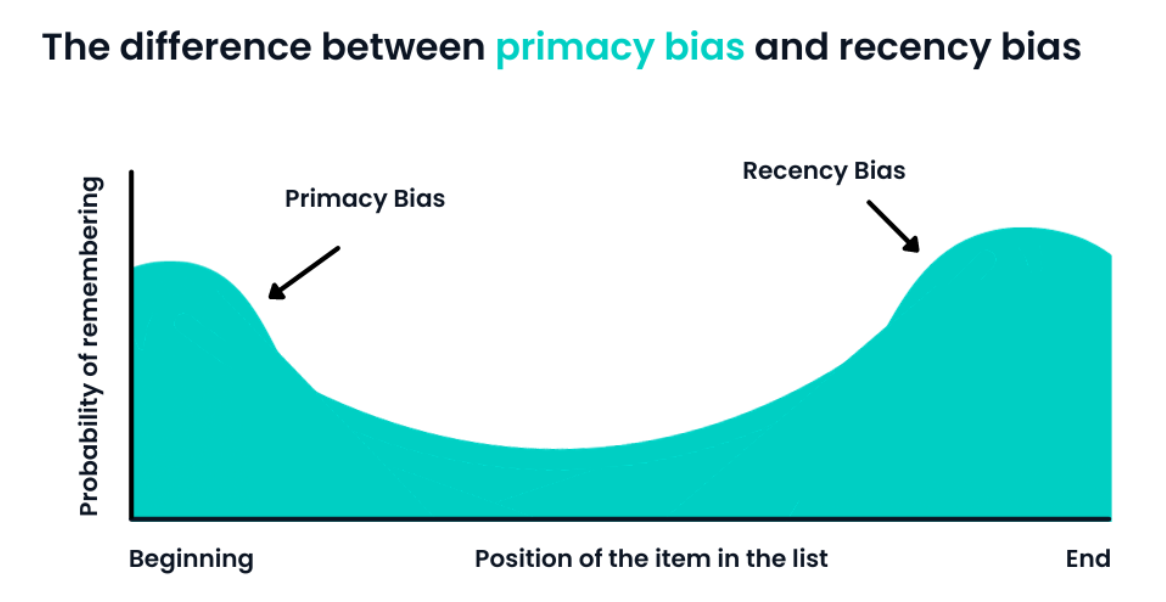 The difference between primacy bias and recency bias
Recency Bias
Primacy Bias
Probability of remembering
Beginning
Position of the item in the list
End